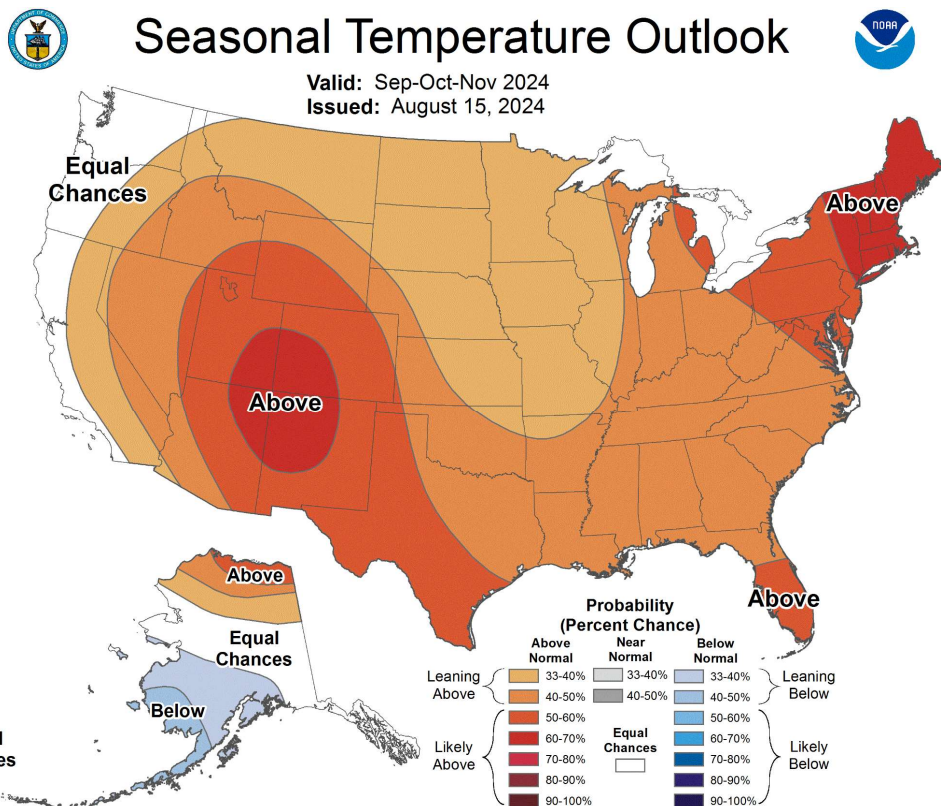 Seasonal Temperature Outlook
NOAA
Valid: Sep-Oct-Nov 2024
Issued: August 15, 2024
Equal
Chances
Above
Above
Above
Above
Equal
Chances
Below
Probability
(Percent Chance)
Above
Normal
Near
Normal
Below
Normal
Leaning
Above
33-40%
33-40%
33-40%
Leaning
Below
40-50%
40-50%
40-50%
Likely
Above
50-60%
50-60%
Likely
Below
60-70%
Equal
Chances
60-70%
70-80%
70-80%
80-90%
80-90%
90-100%
90-100%